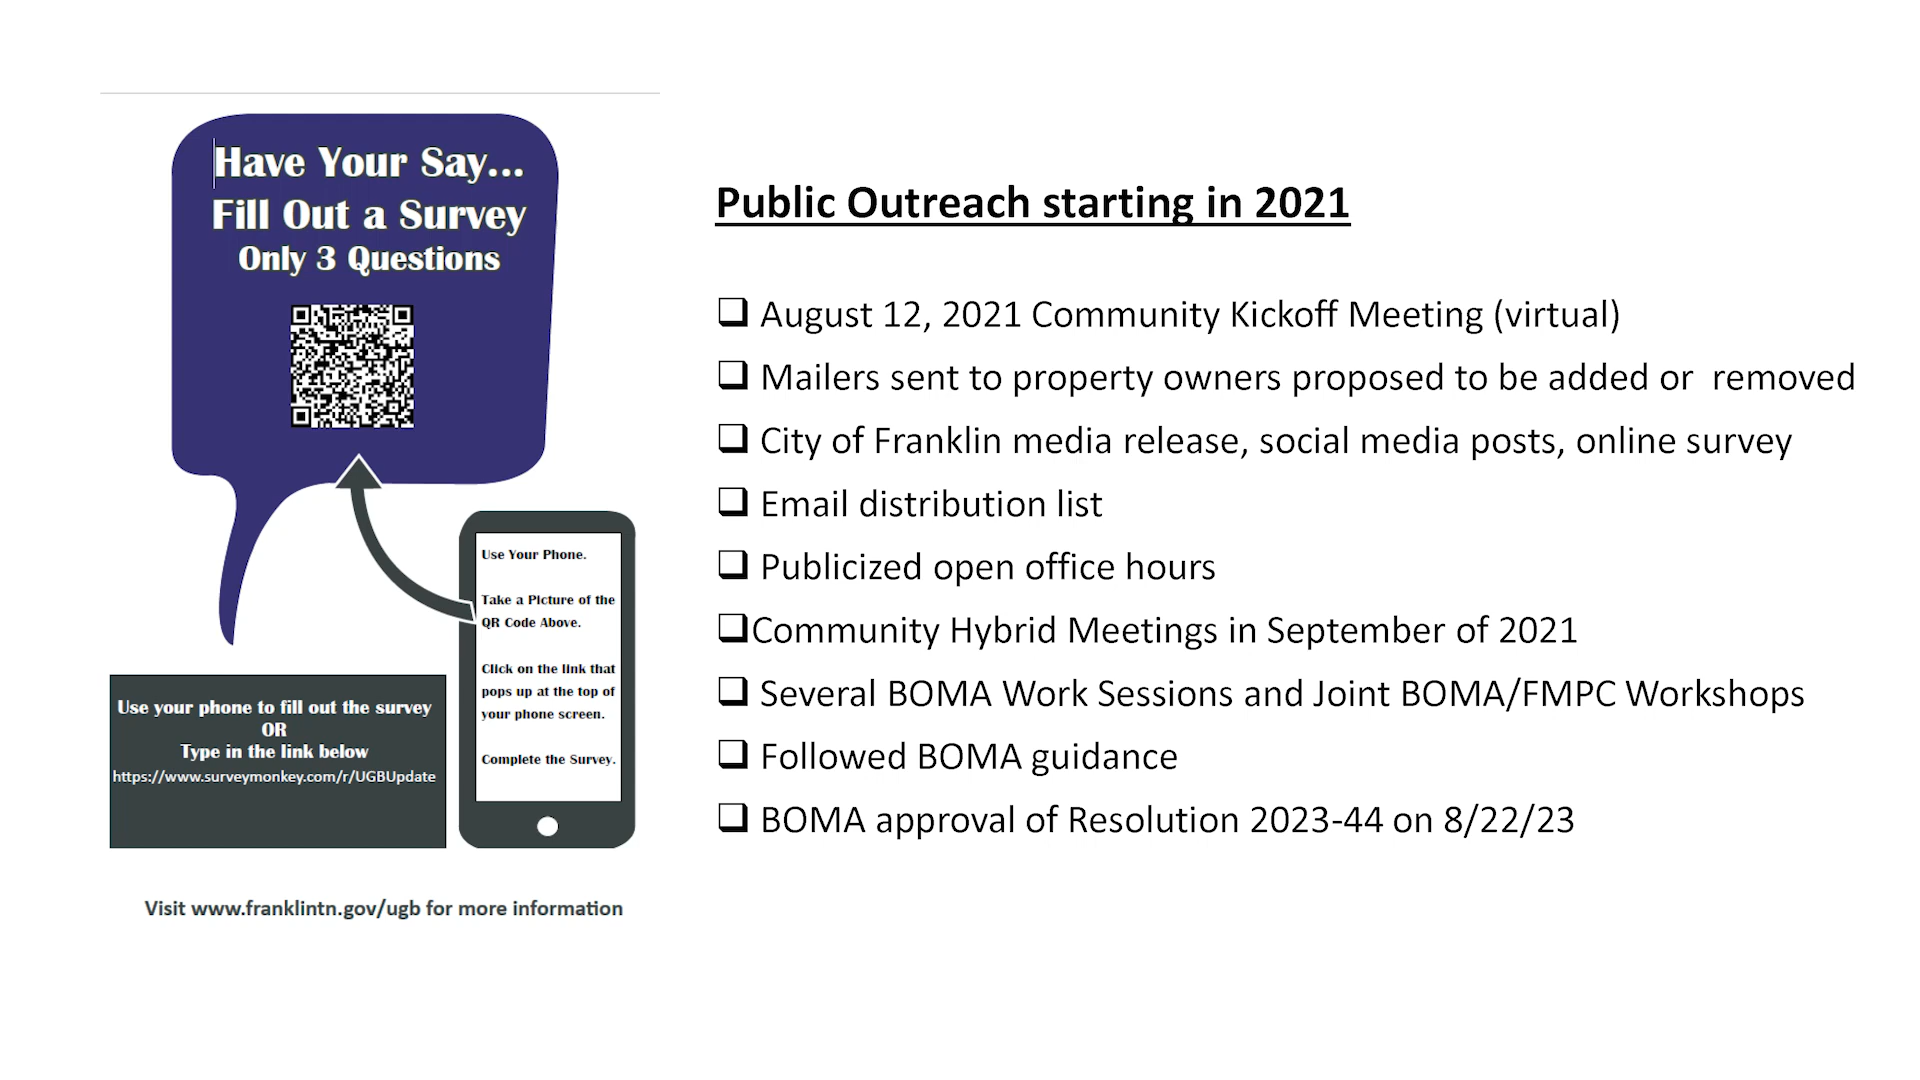 Have Your Say...
Fill Out a Survey
Only 3 Questions
Use Your Phone.
Take a Picture of the
QR Code Above.
Click on the link that
pops up at the top of
your phone screen.
Complete the Survey.
Use your phone to fill out the survey
OR
Type in the link below
https://www.surveymonkey.com/r/UGBUpdate
Visit www.franklintn.gov/ugb for more information
Public Outreach starting in 2021
❑ August 12, 2021 Community Kickoff Meeting (virtual)
❑ Mailers sent to property owners proposed to be added or  removed
❑ City of Franklin media release, social media posts, online survey
❑ Email distribution list
❑ Publicized open office hours
❑Community Hybrid Meetings in September of 2021
❑ Several BOMA Work Sessions and Joint BOMA/FMPC Workshops
❑ Followed BOMA guidance
❑ BOMA approval of Resolution 2023-44 on 8/22/23